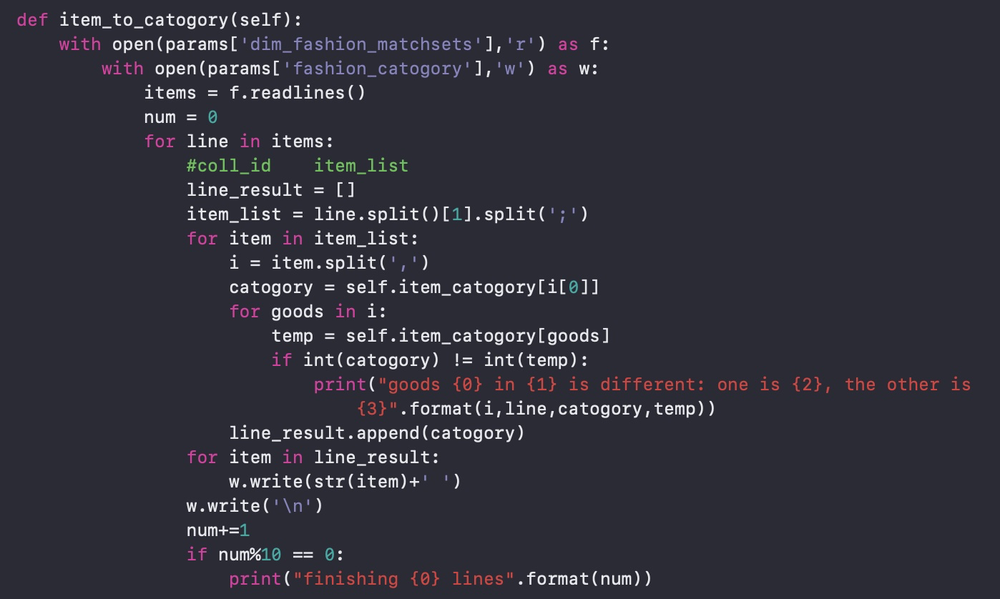 def item_to_catogory(self):
    with open(params['dim_fashion_matchsets'],'r') as f:
        with open(params['fashion_catogory'],'w') as w:
            items = f.readlines()
            num = 0
            for line in items:
                #coll_id    item_list
                line_result = []
                item_list = line.split()[1].split(';')
                for item in item_list:
                    i = item.split(',')
                    catogory = self.item_catogory[i[0]]
                    for goods in i:
                        temp = self.item_catogory[goods]
                        if int(catogory) != int(temp):
                            print("goods {0} in {1} is different: one is {2}, the other is
                                {3}".format(i,line,catogory,temp))
                    line_result.append(catogory)
                for item in line_result:
                    w.write(str(item)+' ')
                w.write('\n')
                num+=1
                if num%10 == 0:
                    print("finishing {0} lines".format(num))